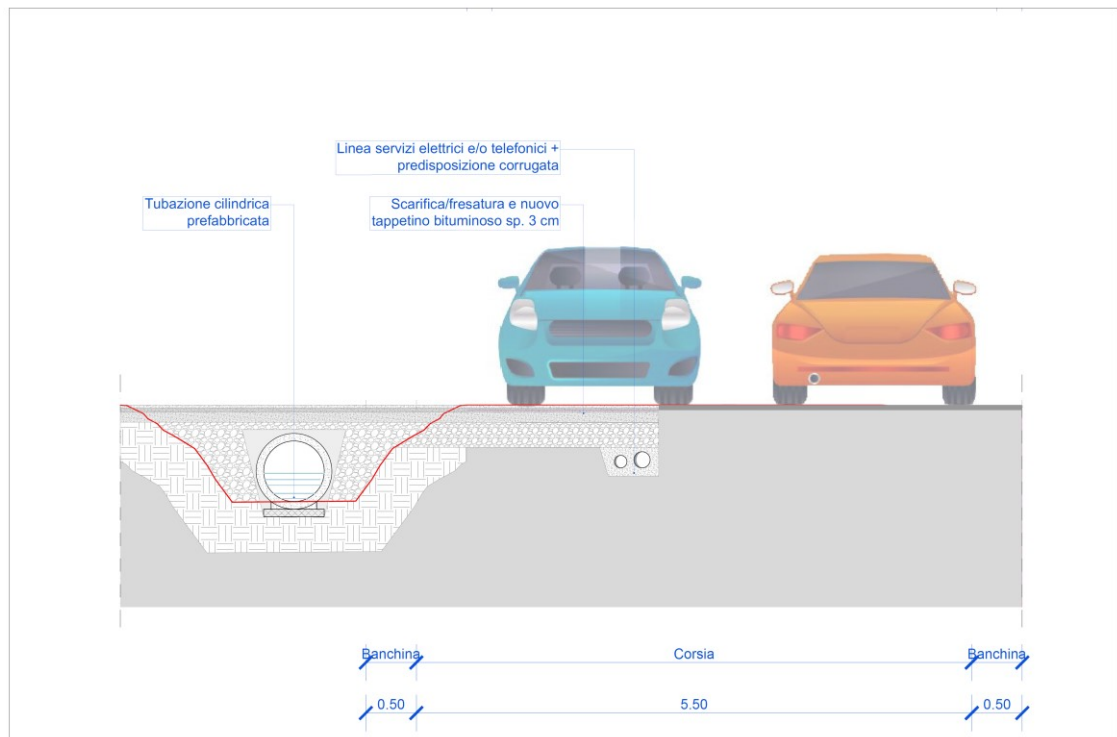 Linea servizi elettrici e/o telefonici +
predisposizione corrugata
Tubazione cilindrica
prefabbricata
Scarifica/fresatura e nuovo
tappetino bituminoso sp. 3 cm
Banchina
Corsia
Banchina
0.50
5.50
0.50